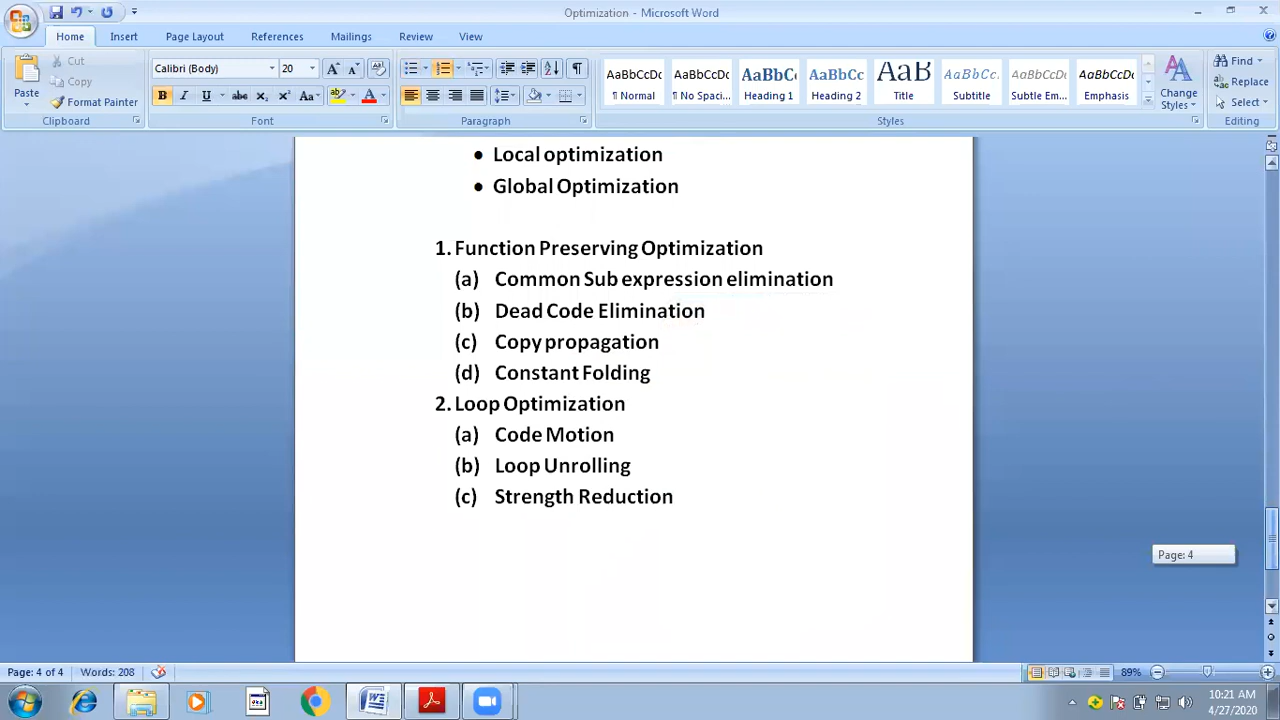 Optimization - Microsoft Word
Home Insert Page Layout References Mailings Review View
Paste
Cut
Copy
Format Painter
Clipboard
Calibri (Body) 20
B I U abc x₂ x² Aa
Font
Paragraph
AaBbCcDc AaBbCcDc AaBbCc AaBbCc AaB AaBbCc. AaBbCcDc AaBbCcDc
¶ Normal ¶ No Spaci... Heading 1 Heading 2 Title Subtitle Subtle Em... Emphasis
Styles
Change Styles
Find
Replace
Select
Editing
• Local optimization
• Global Optimization
1. Function Preserving Optimization
(a) Common Sub expression elimination
(b) Dead Code Elimination
(c) Copy propagation
(d) Constant Folding
2. Loop Optimization
(a) Code Motion
(b) Loop Unrolling
(c) Strength Reduction
Page: 4
Page: 4 of 4 Words: 208 89%
10:21 AM
4/27/2020